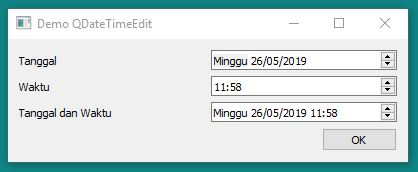 Demo QDateTimeEdit
Tanggal Minggu 26/05/2019
Waktu 11:58
Tanggal dan Waktu Minggu 26/05/2019 11:58
OK